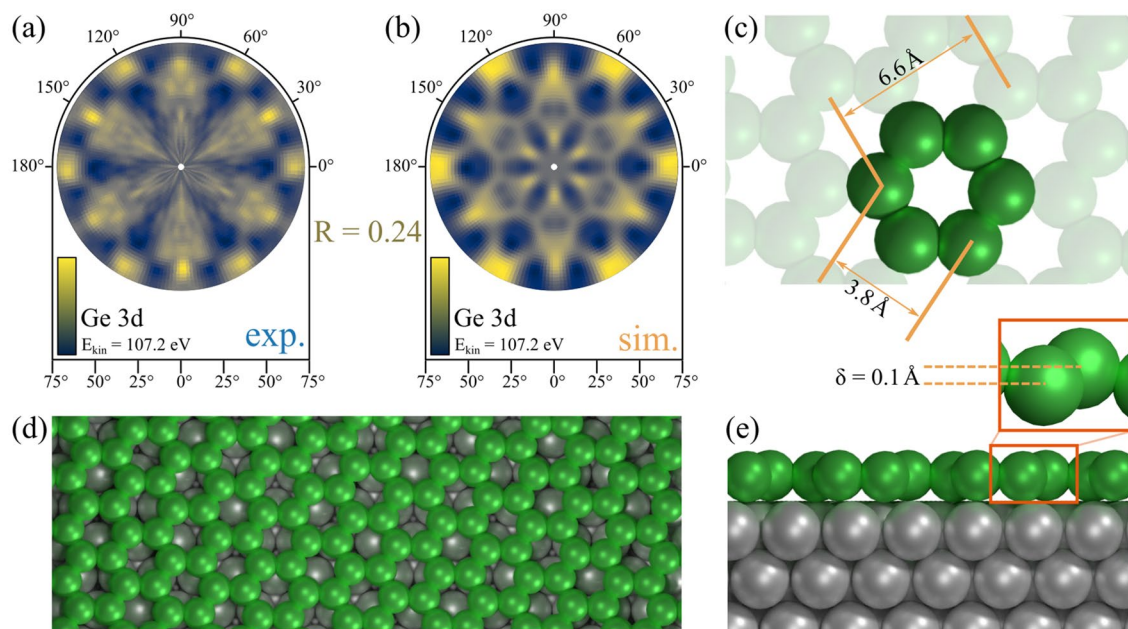 (a)
90°
120°
60°
150°
30°
180°
0°
Ge 3d
E_kin = 107.2 eV
exp.
75° 50° 25° 0° 25° 50° 75°
R = 0.24
(b)
90°
120°
60°
150°
30°
180°
0°
Ge 3d
E_kin = 107.2 eV
sim.
75° 50° 25° 0° 25° 50° 75°
(c)
6.6 Å
3.8 Å
δ = 0.1 Å
(d)
(e)